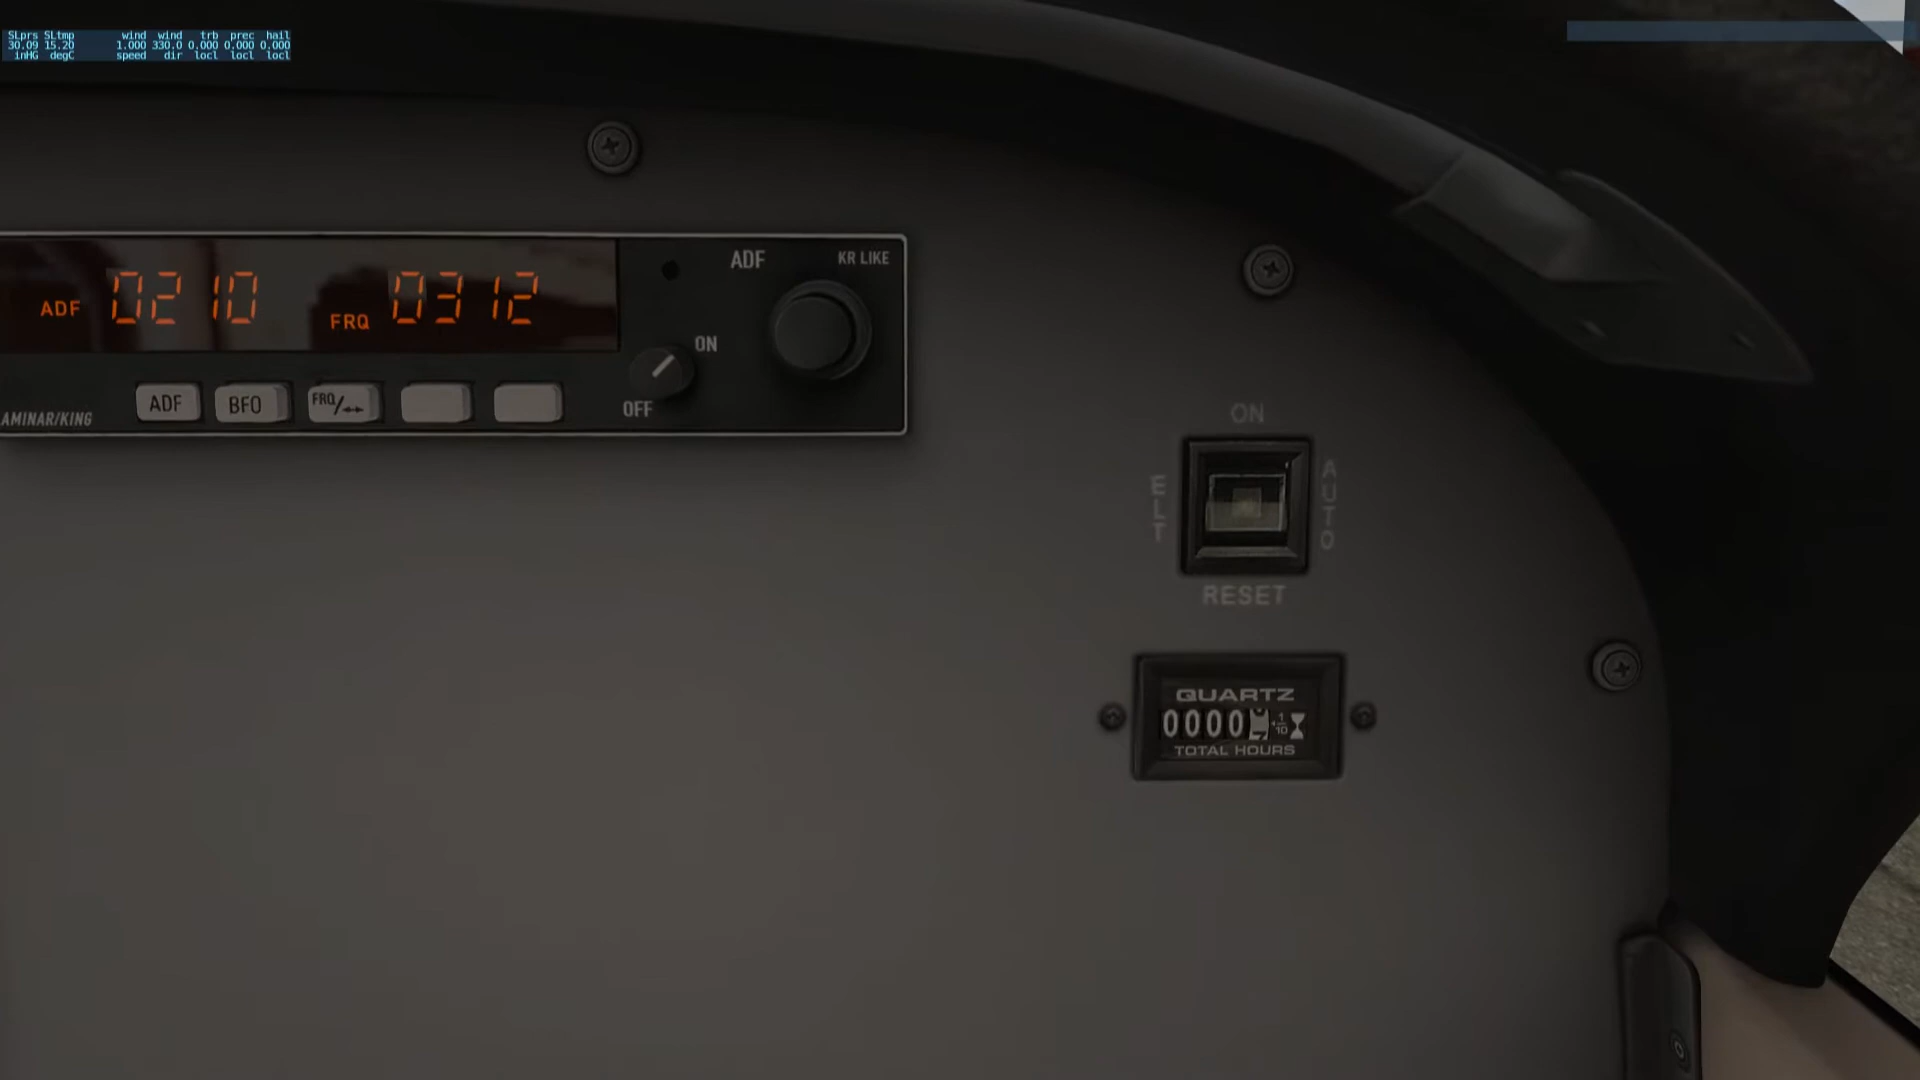 SLprs SLtmp wind wind trb prec hail
30.09 15.20 1.000 330.0 0.000 0.000 0.000
inHG degC speed dir locl locl locl
ADF 0210 FRQ 0312
ADF KR LIKE
ON
OFF
ADF BFO FRQ/↔
AMINAR/KING
ON
ELT
AUTO
RESET
QUARTZ
0000 1/10
TOTAL HOURS